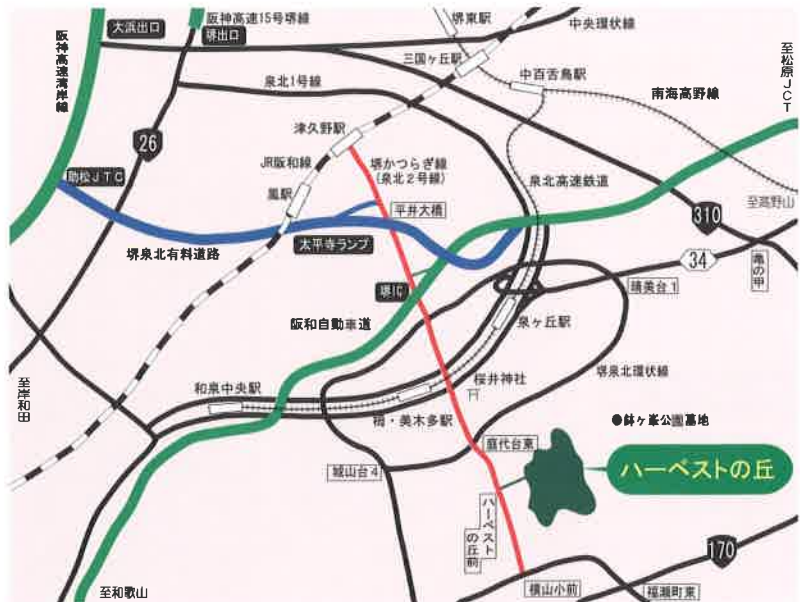 大浜出口
阪神高速15号堺線
堺出口
堺東駅
中央環状線
阪神高速湾岸線
三国ヶ丘駅
中百舌鳥駅
至松原JCT
泉北1号線
南海高野線
津久野駅
26
JR阪和線
堺かつらぎ線
(泉北2号線)
鳳駅
助松JTC
泉北高速鉄道
平井大橋
至高野山
310
太平寺ランプ
堺泉北有料道路
34
亀の甲
堺IC
晴美台1
阪和自動車道
泉ヶ丘駅
堺泉北環状線
至岸和田
和泉中央駅
桜井神社
栂・美木多駅
●鉢ヶ峯公園墓地
庭代台東
城山台4
ハーベストの丘
ハーベスト
の丘前
170
至和歌山
横山小前
福瀬町東